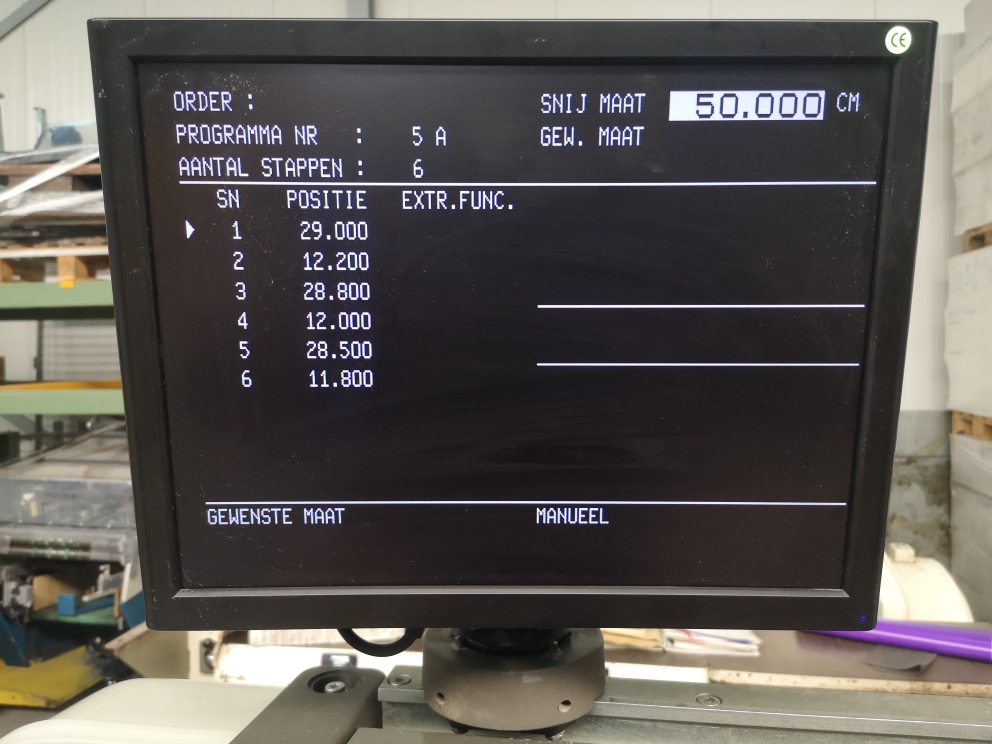 ORDER : SNIJ MAAT 50.000 CM
PROGRAMMA NR : 5 A GEW. MAAT
AANTAL STAPPEN : 6
SN POSITIE EXTR.FUNC.
1 29.000
2 12.200
3 28.800
4 12.000
5 28.500
6 11.800
GEWENSTE MAAT MANUEEL
CE